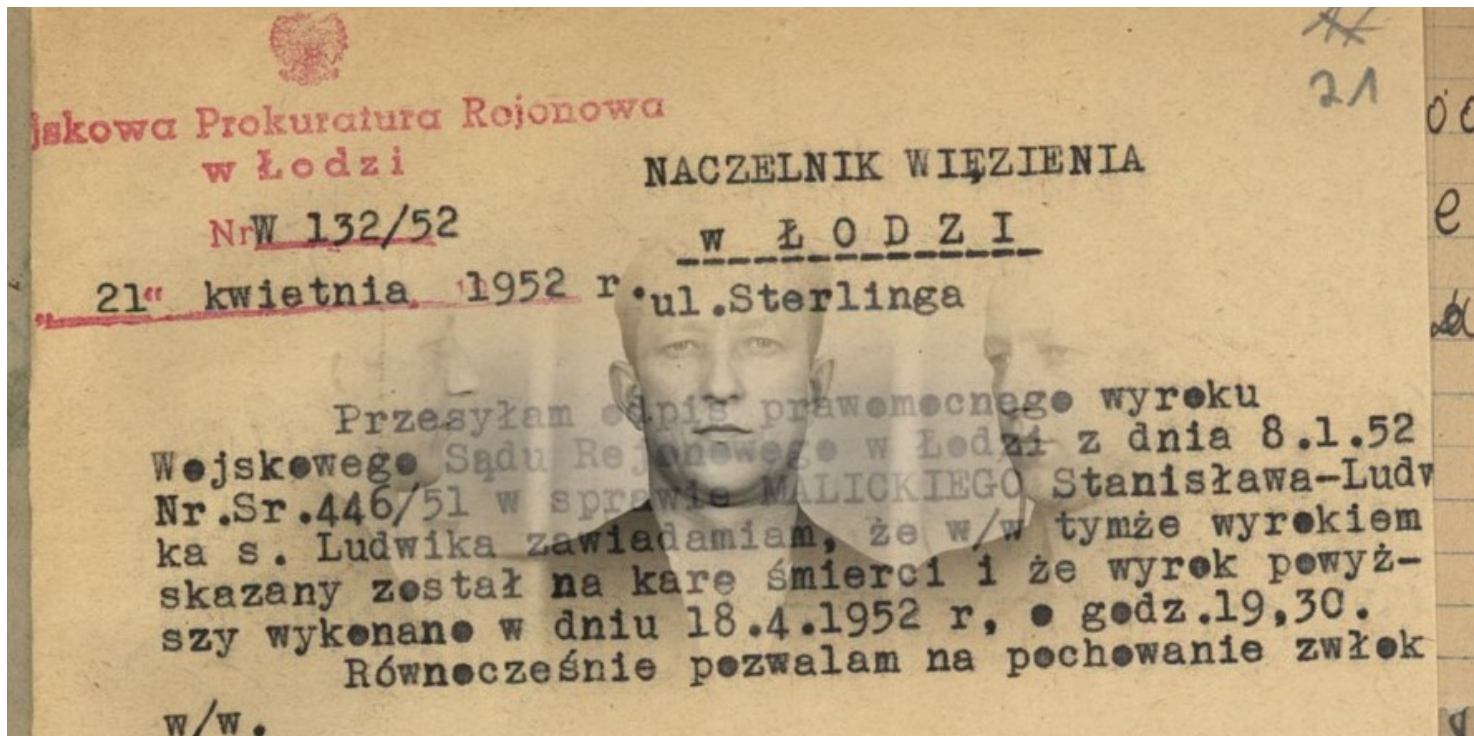 21
jskowa Prokuratura Rejonowa
w Łodzi
Nr W 132/52
„21“ kwietnia 1952 r.
NACZELNIK WIĘZIENIA
w ŁODZI
ul.Sterlinga
Przesyłam odpis prawomocnego wyroku
Wojskowego Sądu Rejonowego w Łodzi z dnia 8.1.52
Nr.Sr.446/51 w sprawie MALICKIEGO Stanisława-Ludw
ka s. Ludwika zawiadamiam, że w/w tymże wyrokiem
skazany został na karę śmierci i że wyrok powyż-
szy wykonano w dniu 18.4.1952 r, o godz.19,30.
Równocześnie pozwalam na pochowanie zwłok
w/w.